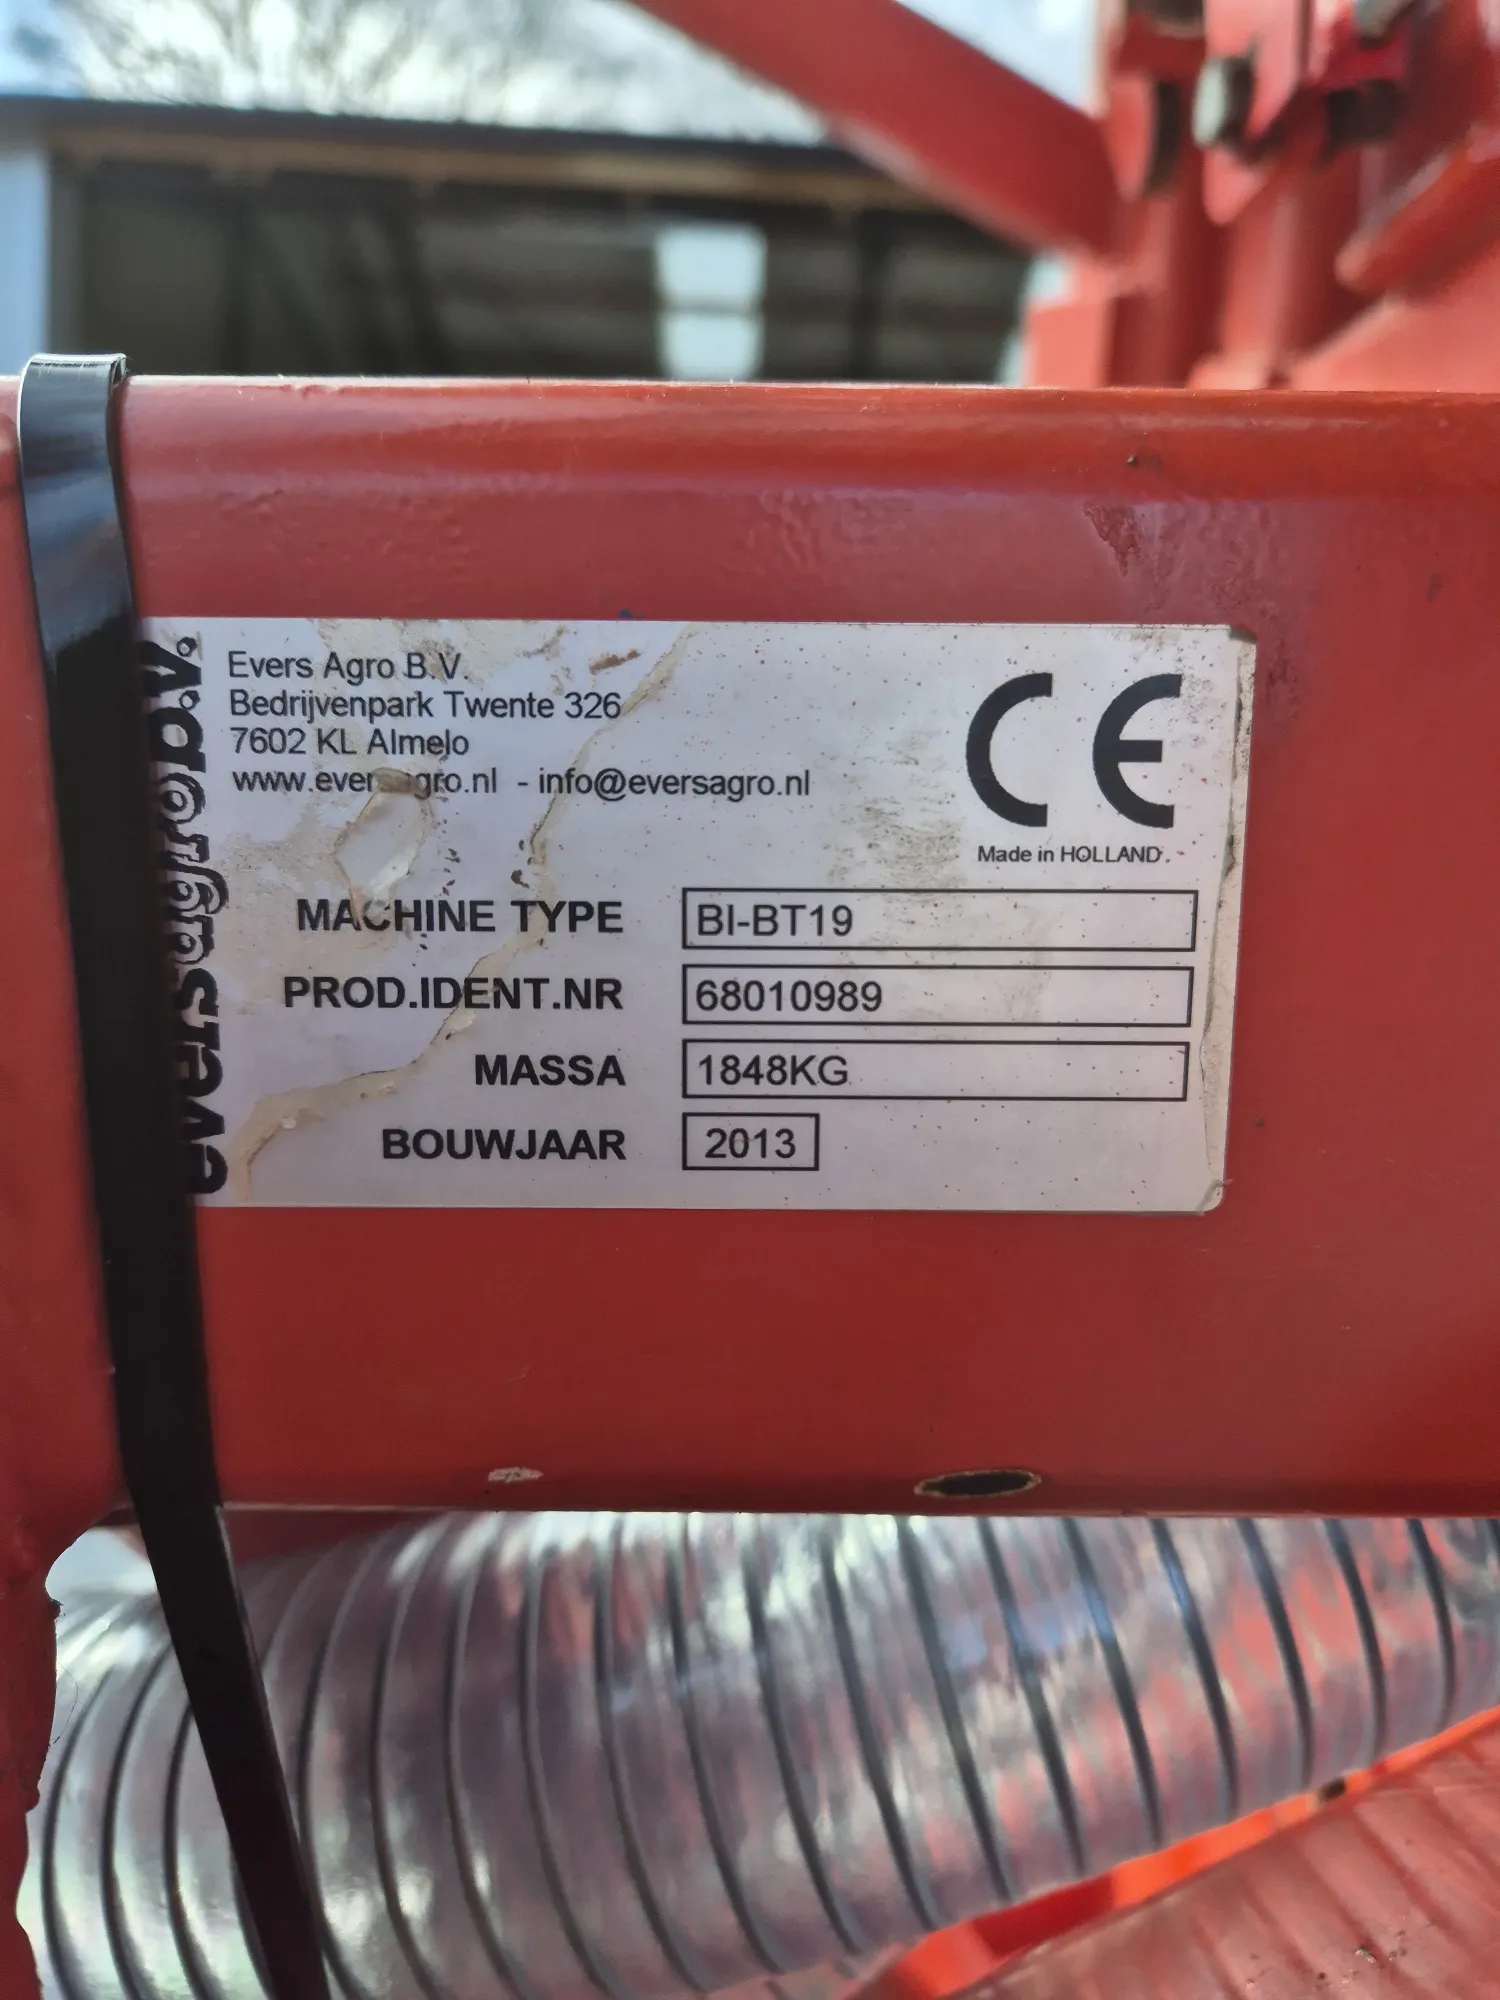 eversagro B.V.
Evers Agro B.V.
Bedrijvenpark Twente 326
7602 KL Almelo
www.eversagro.nl - info@eversagro.nl
CE
Made in HOLLAND.
MACHINE TYPE BI-BT19
PROD.IDENT.NR 68010989
MASSA 1848KG
BOUWJAAR 2013